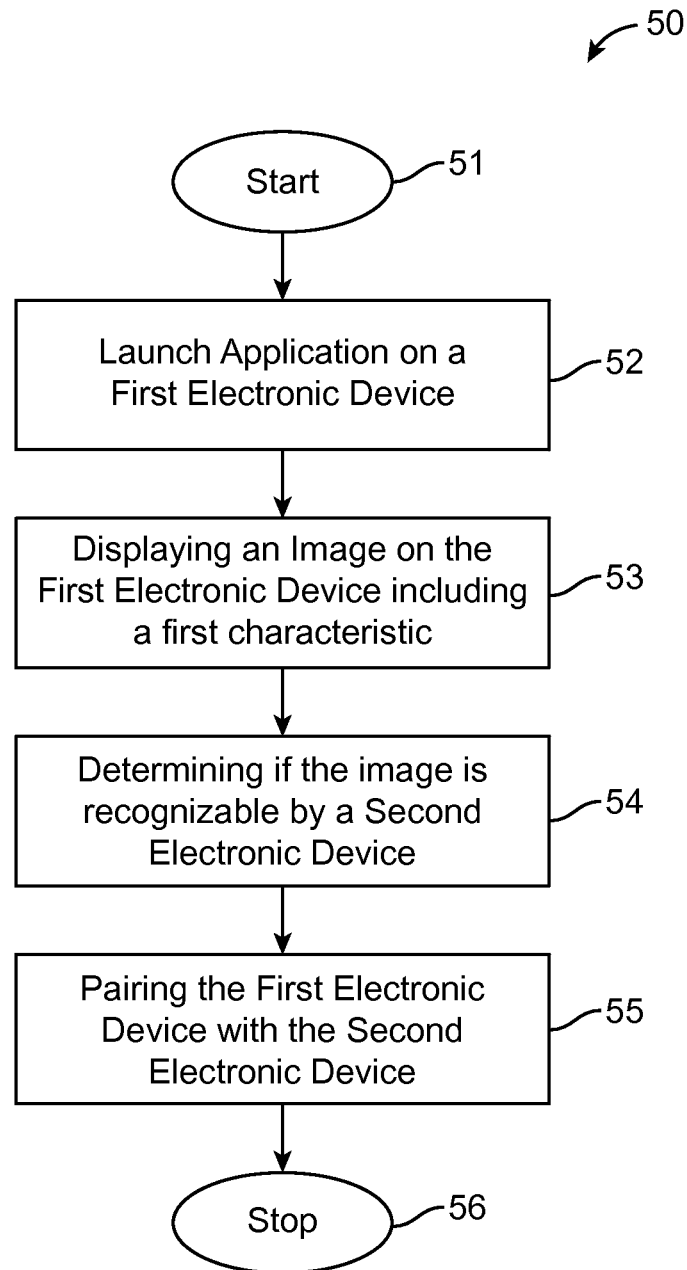 50
Start
51
Launch Application on a
First Electronic Device
52
Displaying an Image on the
First Electronic Device including
a first characteristic
53
Determining if the image is
recognizable by a Second
Electronic Device
54
Pairing the First Electronic
Device with the Second
Electronic Device
55
Stop
56